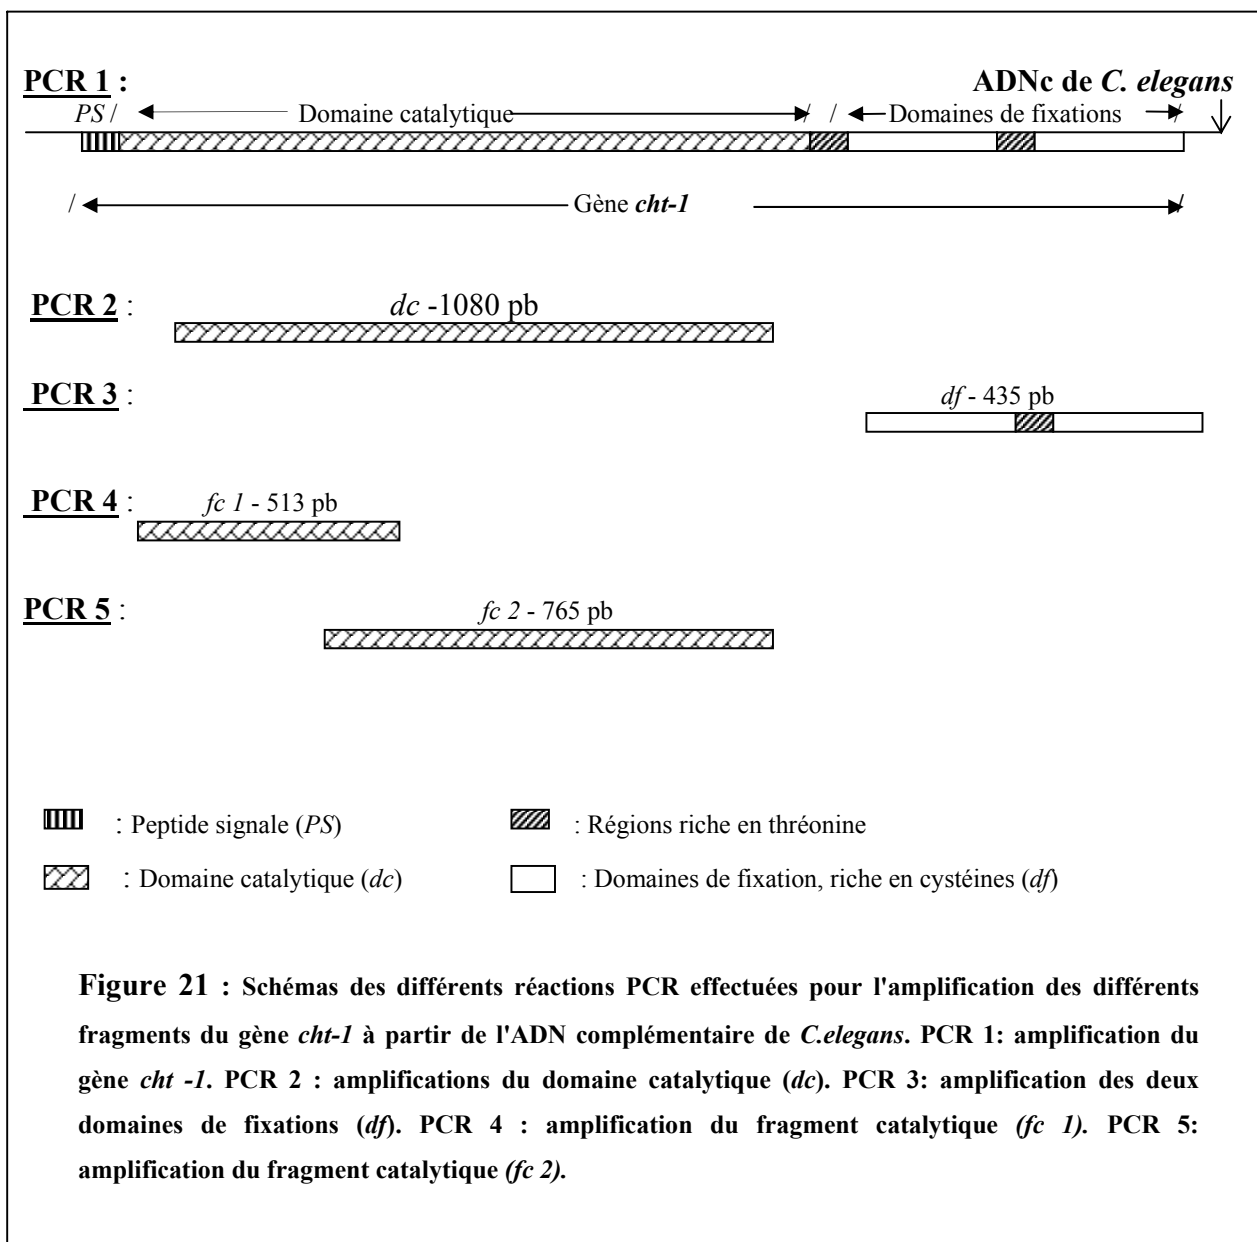 PCR 1 :
ADNc de C. elegans
PS / Domaine catalytique / / Domaines de fixations /
/ Gène cht-1 /
PCR 2 : dc -1080 pb
PCR 3 : df - 435 pb
PCR 4 : fc 1 - 513 pb
PCR 5 : fc 2 - 765 pb
: Peptide signale (PS)
: Régions riche en thréonine
: Domaine catalytique (dc)
: Domaines de fixation, riche en cystéines (df)
Figure 21 : Schémas des différents réactions PCR effectuées pour l'amplification des différents
fragments du gène cht-1 à partir de l'ADN complémentaire de C.elegans. PCR 1: amplification du
gène cht -1. PCR 2 : amplifications du domaine catalytique (dc). PCR 3: amplification des deux
domaines de fixations (df). PCR 4 : amplification du fragment catalytique (fc 1). PCR 5:
amplification du fragment catalytique (fc 2).